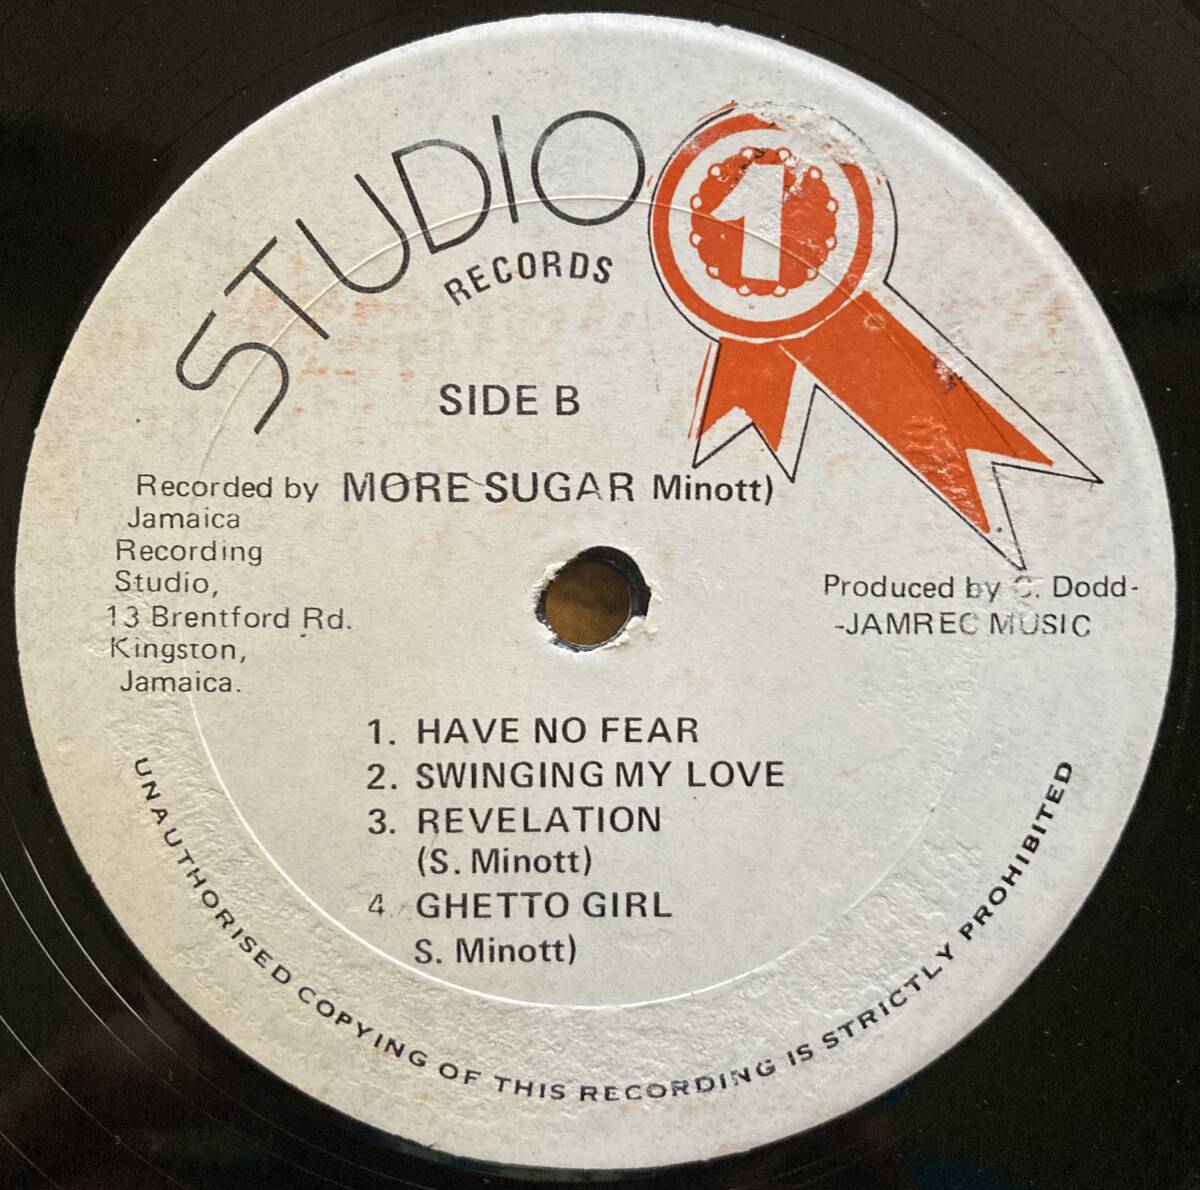 STUDIO 1
RECORDS
SIDE B
MORE SUGAR Minott)
Recorded by
Jamaica
Recording
Studio,
13 Brentford Rd.
Kingston,
Jamaica.
Produced by C. Dodd-
-JAMREC MUSIC
1. HAVE NO FEAR
2. SWINGING MY LOVE
3. REVELATION
(S. Minott)
4. GHETTO GIRL
S. Minott)
UNAUTHORISED COPYING OF THIS RECORDING IS STRICTLY PROHIBITED